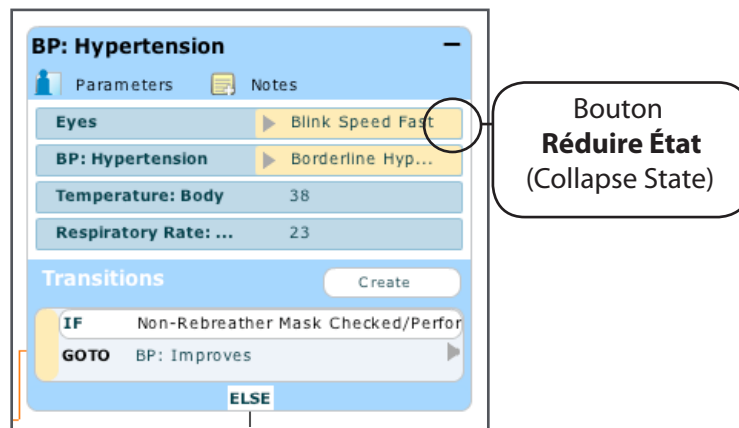 BP: Hypertension
Parameters Notes
Eyes Blink Speed Fast
BP: Hypertension Borderline Hyp...
Temperature: Body 38
Respiratory Rate: ... 23
Transitions Create
IF Non-Rebreather Mask Checked/Perfor
GOTO BP: Improves
ELSE
Bouton
Réduire État
(Collapse State)